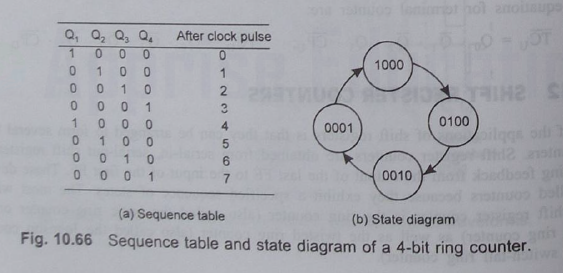 Q₁ Q₂ Q₃ Q₄ After clock pulse
1 0 0 0 0
0 1 0 0 1
0 0 1 0 2
0 0 0 1 3
1 0 0 0 4
0 1 0 0 5
0 0 1 0 6
0 0 0 1 7
(a) Sequence table
1000
0100
0010
0001
(b) State diagram
Fig. 10.66 Sequence table and state diagram of a 4-bit ring counter.